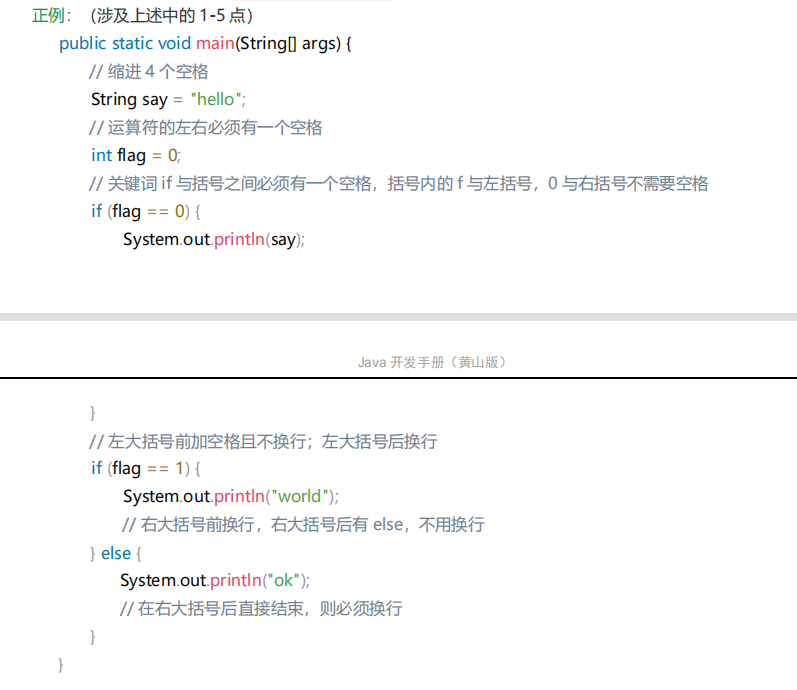 正例：（涉及上述中的 1-5 点）
public static void main(String[] args) {
// 缩进 4 个空格
String say = "hello";
// 运算符的左右必须有一个空格
int flag = 0;
// 关键词 if 与括号之间必须有一个空格，括号内的 f 与左括号，0 与右括号不需要空格
if (flag == 0) {
System.out.println(say);
Java 开发手册（黄山版）
}
// 左大括号前加空格且不换行；左大括号后换行
if (flag == 1) {
System.out.println("world");
// 右大括号前换行，右大括号后有 else，不用换行
} else {
System.out.println("ok");
// 在右大括号后直接结束，则必须换行
}
}